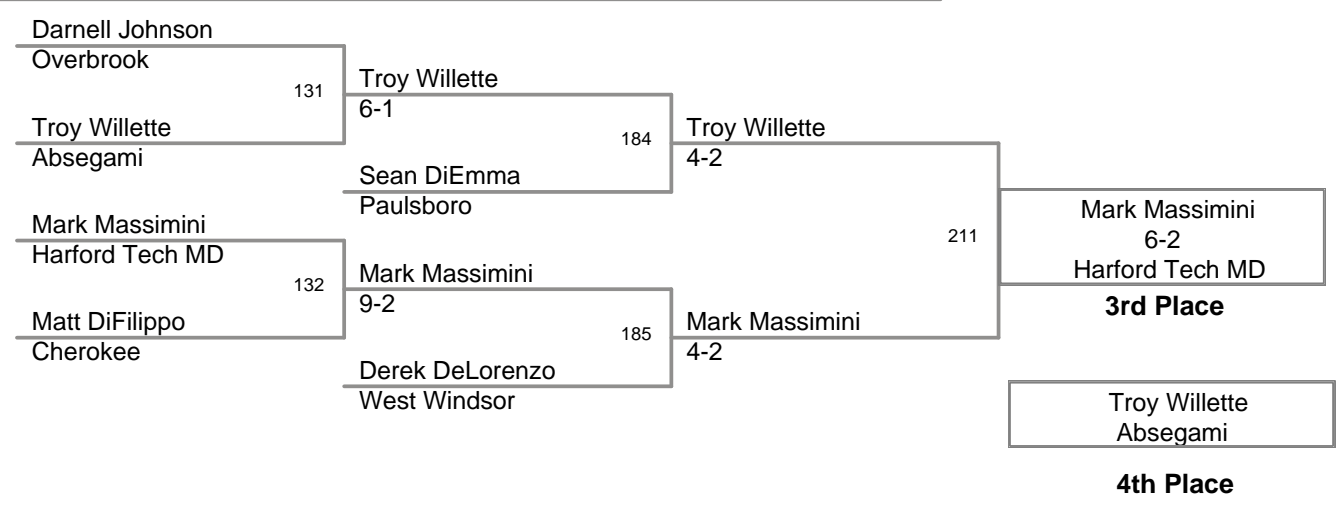 Darnell Johnson
Overbrook
131
Troy Willette
Absegami
Troy Willette
6-1
Sean DiEmma
Paulsboro
184
Troy Willette
4-2
Mark Massimini
Harford Tech MD
132
Matt DiFilippo
Cherokee
Mark Massimini
9-2
Derek DeLorenzo
West Windsor
185
Mark Massimini
4-2
211
Mark Massimini
6-2
Harford Tech MD
3rd Place
Troy Willette
Absegami
4th Place